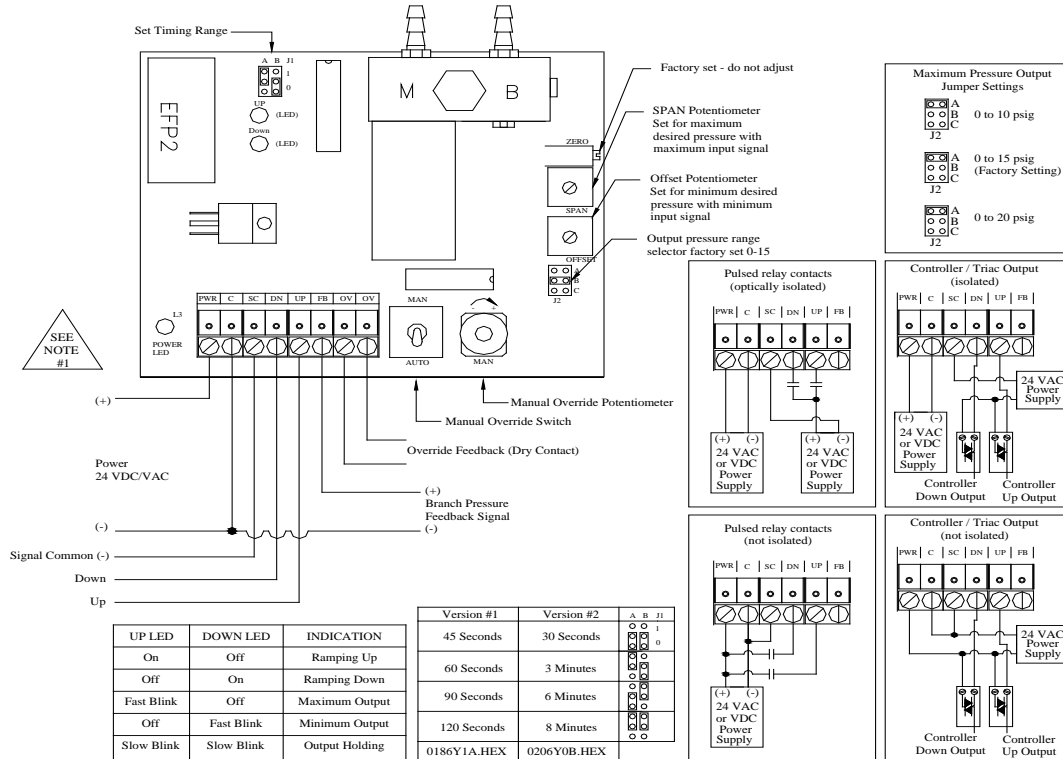 Set Timing Range
A B J1
1
0
UP
(LED)
Down
(LED)
EFP2
M B
ZERO
SPAN
OFFSET
A
B
C
J2
Factory set - do not adjust
SPAN Potentiometer
Set for maximum
desired pressure with
maximum input signal
Offset Potentiometer
Set for minimum desired
pressure with minimum
input signal
Output pressure range
selector factory set 0-15
L3
POWER
LED
PWR C SC DN UP FB OV OV
MAN
AUTO
MAN
- +
SEE
NOTE
#1
(+)
Power
24 VDC/VAC
(-)
Signal Common (-)
Down
Up
Manual Override Potentiometer
Manual Override Switch
Override Feedback (Dry Contact)
(+)
Branch Pressure
Feedback Signal
(-)
Maximum Pressure Output
Jumper Settings
A
B
C
J2
0 to 10 psig
A
B
C
J2
0 to 15 psig
(Factory Setting)
A
B
C
J2
0 to 20 psig
Pulsed relay contacts
(optically isolated)
PWR C SC DN UP FB
(+) (-)
24 VAC
or VDC
Power
Supply
(+) (-)
24 VAC
or VDC
Power
Supply
Controller / Triac Output
(isolated)
PWR C SC DN UP FB
24 VAC
Power
Supply
(+) (-)
24 VAC
or VDC
Power
Supply
Controller
Down Output
Controller
Up Output
Pulsed relay contacts
(not isolated)
PWR C SC DN UP FB
(+) (-)
24 VAC
or VDC
Power
Supply
Controller / Triac Output
(not isolated)
PWR C SC DN UP FB
24 VAC
Power
Supply
Controller
Down Output
Controller
Up Output
UP LED DOWN LED INDICATION
On Off Ramping Up
Off On Ramping Down
Fast Blink Off Maximum Output
Off Fast Blink Minimum Output
Slow Blink Slow Blink Output Holding
Version #1 Version #2 A B J1
1
0
45 Seconds 30 Seconds
60 Seconds 3 Minutes
90 Seconds 6 Minutes
120 Seconds 8 Minutes
0186Y1A.HEX 0206Y0B.HEX